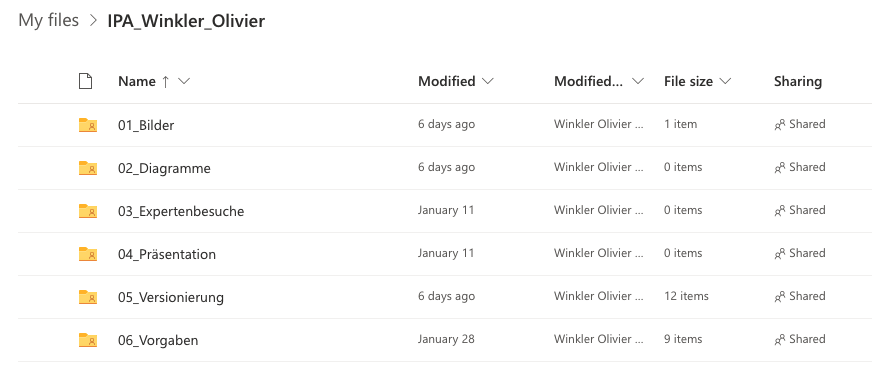 My files > IPA_Winkler_Olivier
Name ↑ Modified Modified... File size Sharing
01_Bilder 6 days ago Winkler Olivier ... 1 item Shared
02_Diagramme 6 days ago Winkler Olivier ... 0 items Shared
03_Expertenbesuche January 11 Winkler Olivier ... 0 items Shared
04_Präsentation January 11 Winkler Olivier ... 0 items Shared
05_Versionierung 6 days ago Winkler Olivier ... 12 items Shared
06_Vorgaben January 28 Winkler Olivier ... 9 items Shared